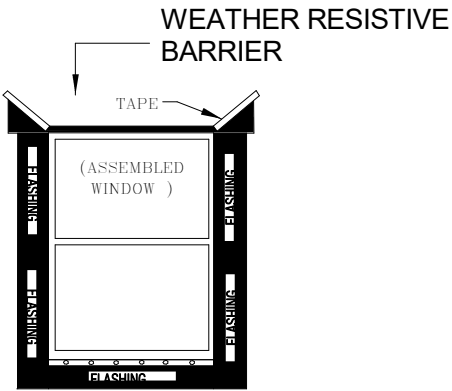 WEATHER RESISTIVE
BARRIER
TAPE
(ASSEMBLED
WINDOW )
FLASHING
FLASHING
FLASHING
FLASHING
FLASHING